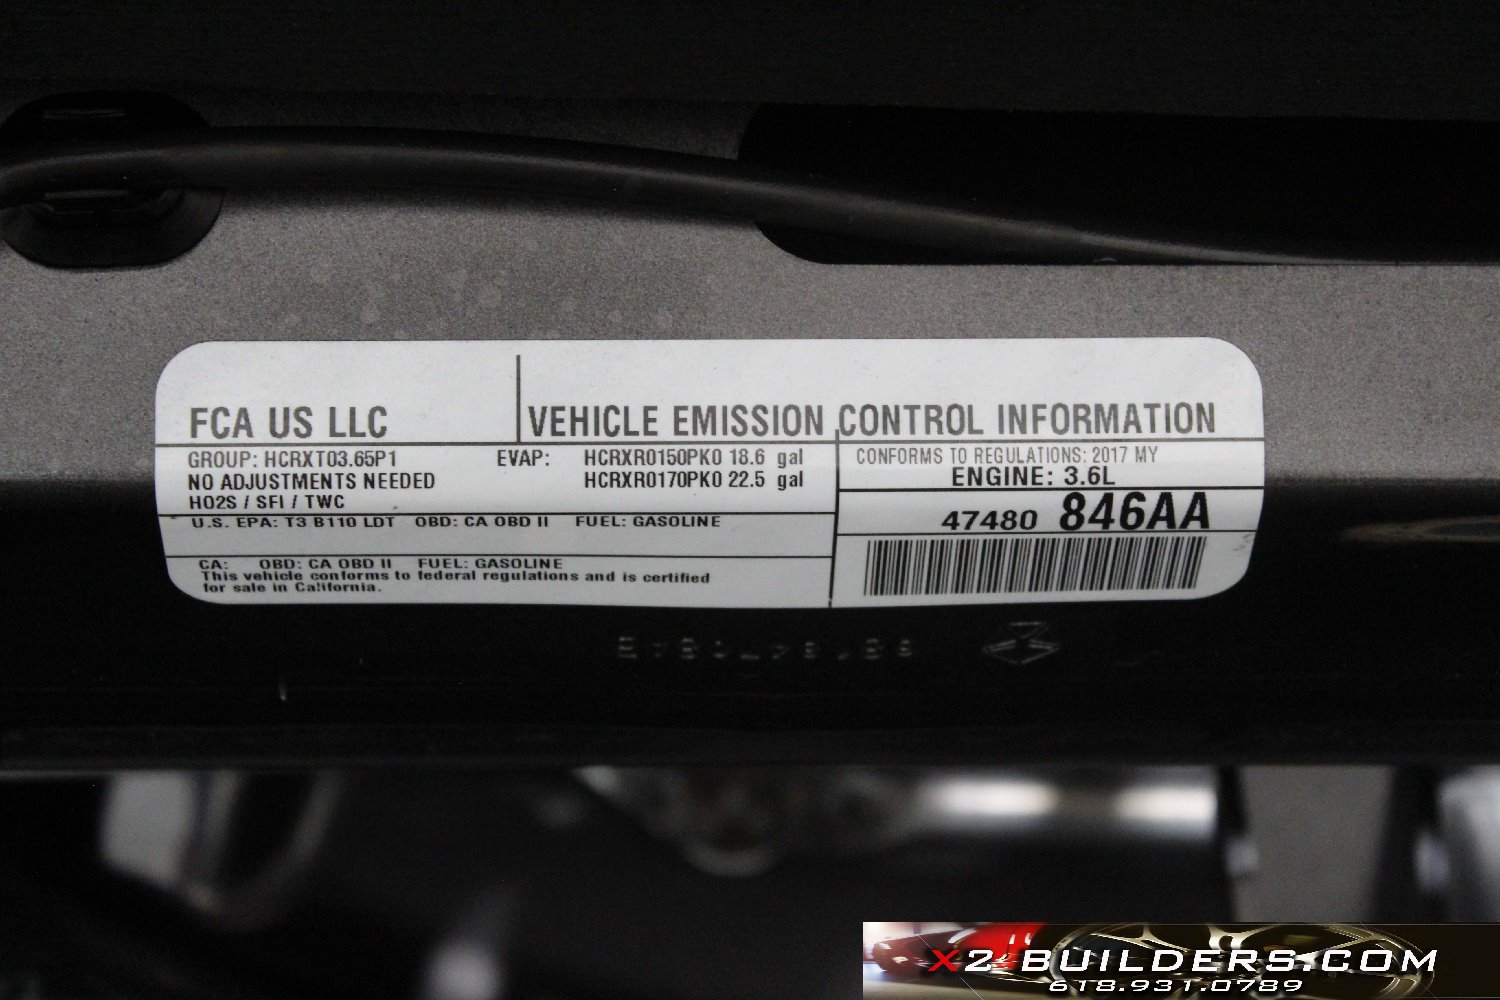 FCA US LLC
VEHICLE EMISSION CONTROL INFORMATION
GROUP: HCRXT03.65P1
NO ADJUSTMENTS NEEDED
HO2S / SFI / TWC
EVAP: HCRXR0150PK0 18.6 gal
HCRXR0170PK0 22.5 gal
CONFORMS TO REGULATIONS: 2017 MY
ENGINE: 3.6L
47480 846AA
U.S. EPA: T3 B110 LDT OBD: CA OBD II FUEL: GASOLINE
CA: OBD: CA OBD II FUEL: GASOLINE
This vehicle conforms to federal regulations and is certified
for sale in California.
X2 BUILDERS.COM
618.931.0789